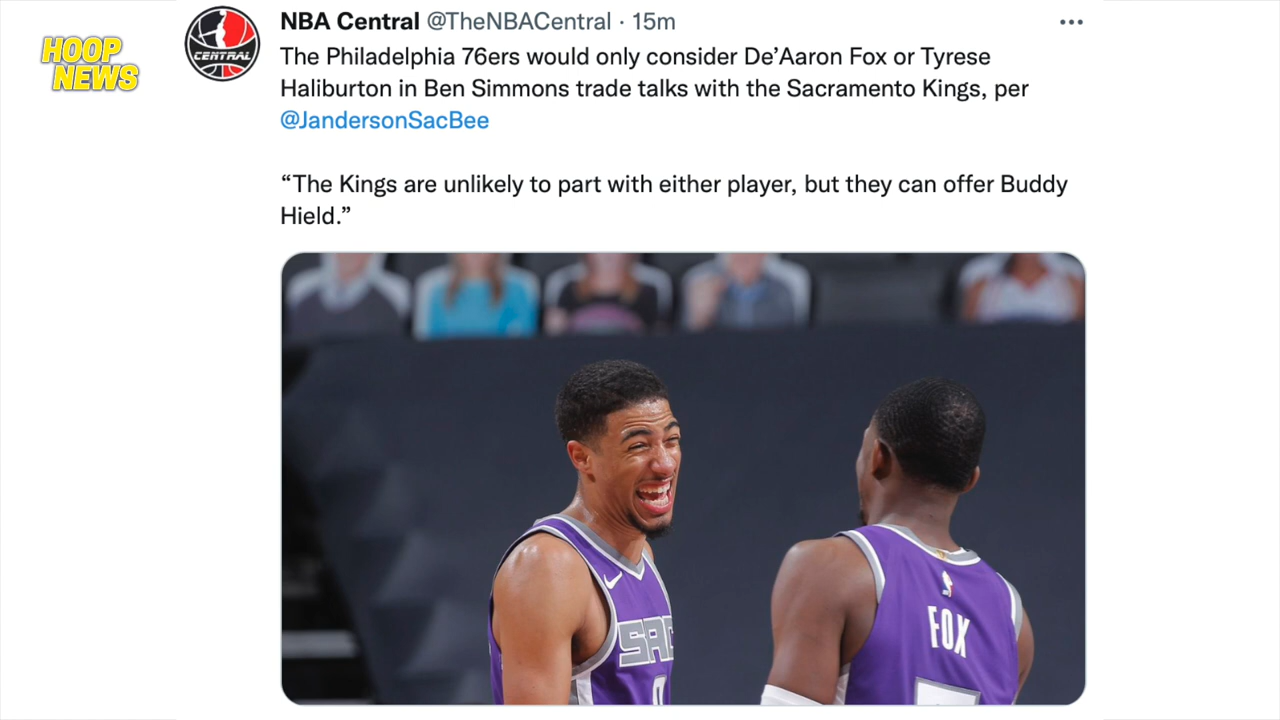 HOOP
NEWS
CENTRAL
NBA Central @TheNBACentral · 15m
The Philadelphia 76ers would only consider De’Aaron Fox or Tyrese
Haliburton in Ben Simmons trade talks with the Sacramento Kings, per
@JandersonSacBee
“The Kings are unlikely to part with either player, but they can offer Buddy
Hield.”
SAC
0
FOX